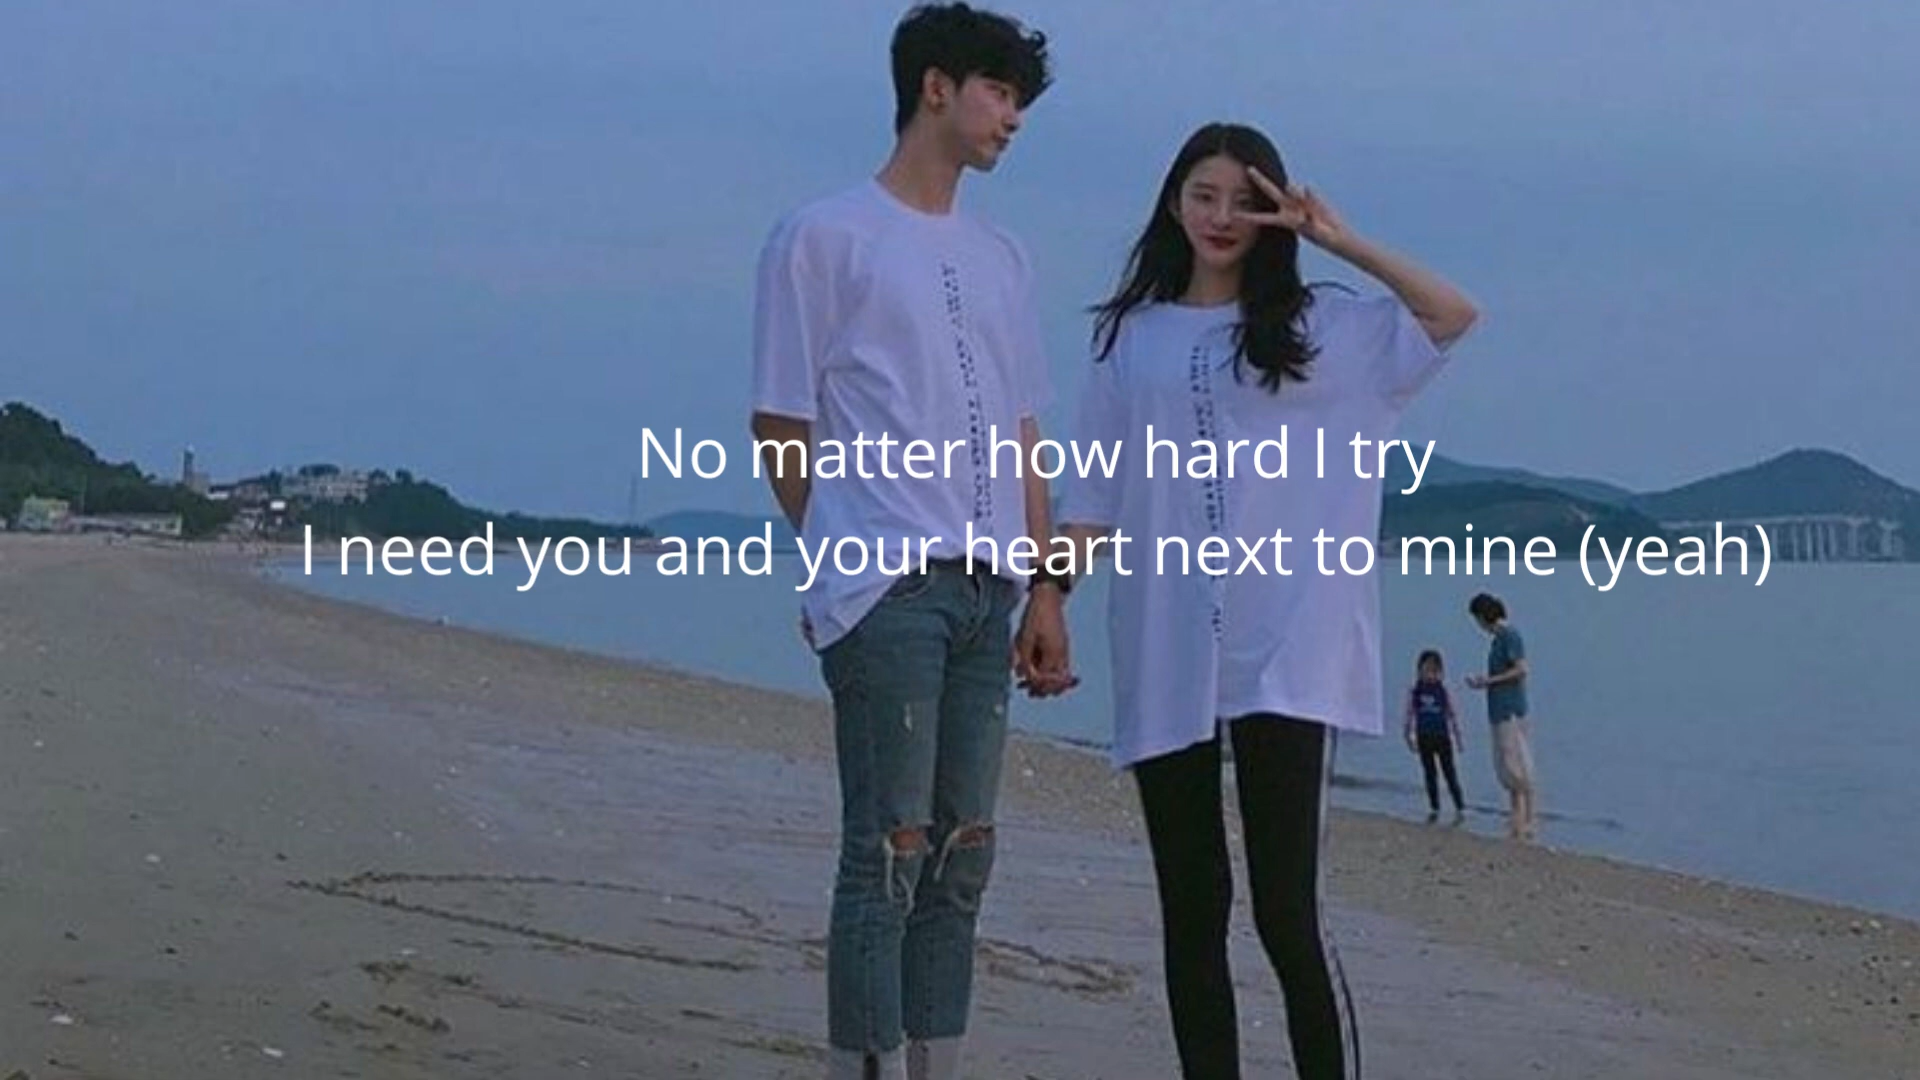 No matter how hard I try
I need you and your heart next to mine (yeah)